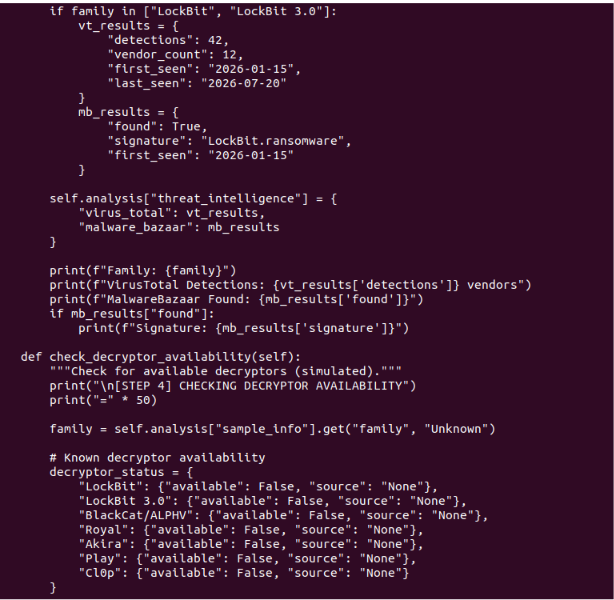 if family in ["LockBit", "LockBit 3.0"]:
vt_results = {
"detections": 42,
"vendor_count": 12,
"first_seen": "2026-01-15",
"last_seen": "2026-07-20"
}
mb_results = {
"found": True,
"signature": "LockBit.ransomware",
"first_seen": "2026-01-15"
}
self.analysis["threat_intelligence"] = {
"virus_total": vt_results,
"malware_bazaar": mb_results
}
print(f"Family: {family}")
print(f"VirusTotal Detections: {vt_results['detections']} vendors")
print(f"MalwareBazaar Found: {mb_results['found']}")
if mb_results["found"]:
print(f"Signature: {mb_results['signature']}")
def check_decryptor_availability(self):
"""Check for available decryptors (simulated)."""
print("\n[STEP 4] CHECKING DECRYPTOR AVAILABILITY")
print("=" * 50)
family = self.analysis["sample_info"].get("family", "Unknown")
# Known decryptor availability
decryptor_status = {
"LockBit": {"available": False, "source": "None"},
"LockBit 3.0": {"available": False, "source": "None"},
"BlackCat/ALPHV": {"available": False, "source": "None"},
"Royal": {"available": False, "source": "None"},
"Akira": {"available": False, "source": "None"},
"Play": {"available": False, "source": "None"},
"Cl0p": {"available": False, "source": "None"}
}